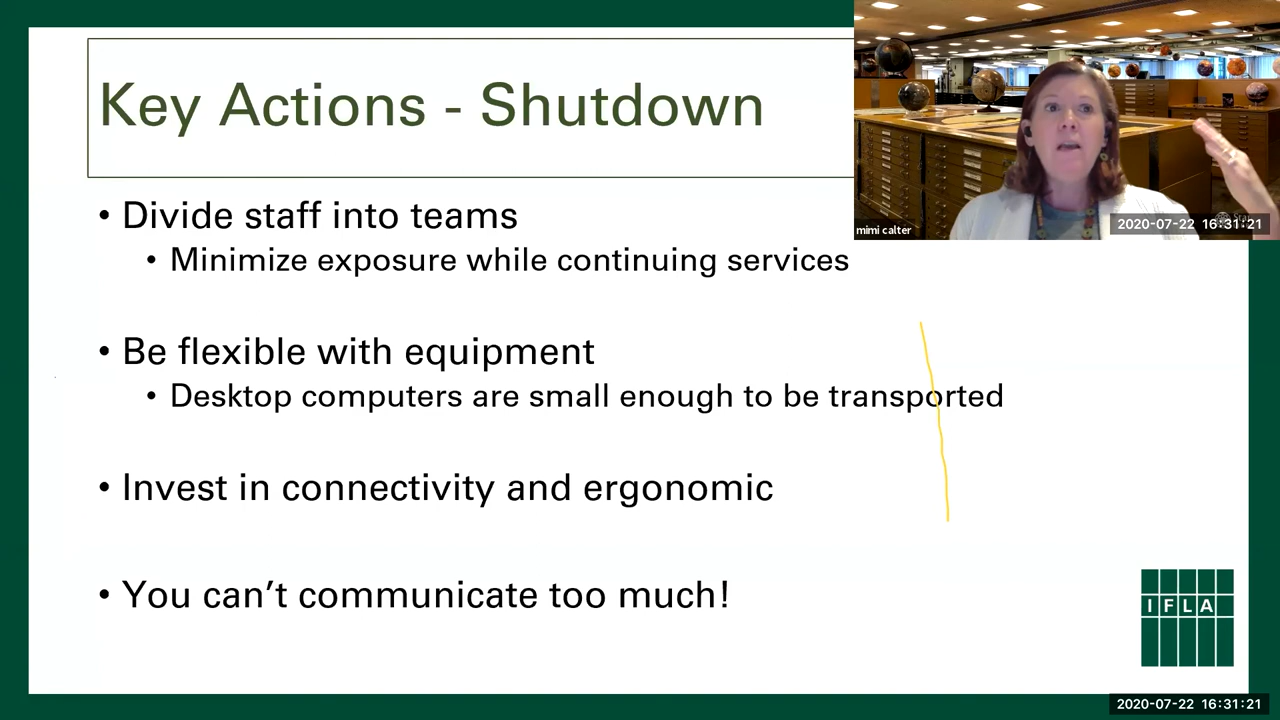 Key Actions - Shutdown
mimi calter
2020-07-22 16:31:21
• Divide staff into teams
• Minimize exposure while continuing services
• Be flexible with equipment
• Desktop computers are small enough to be transported
• Invest in connectivity and ergonomic
• You can’t communicate too much!
IFLA
2020-07-22 16:31:21